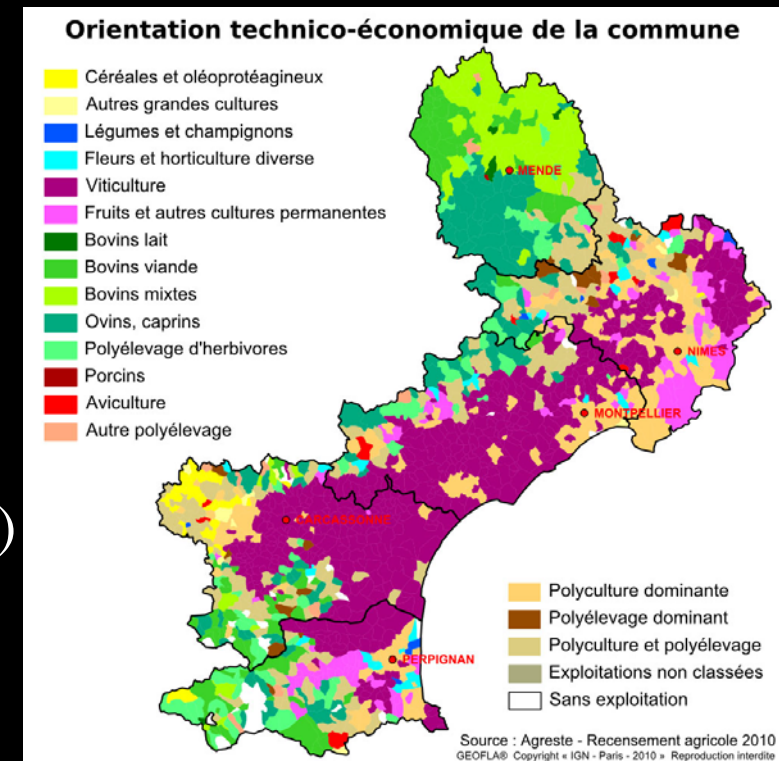 Orientation technico-économique de la commune
Céréales et oléoprotéagineux
Autres grandes cultures
Légumes et champignons
Fleurs et horticulture diverse
Viticulture
Fruits et autres cultures permanentes
Bovins lait
Bovins viande
Bovins mixtes
Ovins, caprins
Polyélevage d'herbivores
Porcins
Aviculture
Autre polyélevage
MENDE
NIMES
MONTPELLIER
)
CARCASSONNE
PERPIGNAN
Polyculture dominante
Polyélevage dominant
Polyculture et polyélevage
Exploitations non classées
Sans exploitation
Source : Agreste - Recensement agricole 2010
GEOFLA® Copyright « IGN - Paris - 2010 » Reproduction interdite